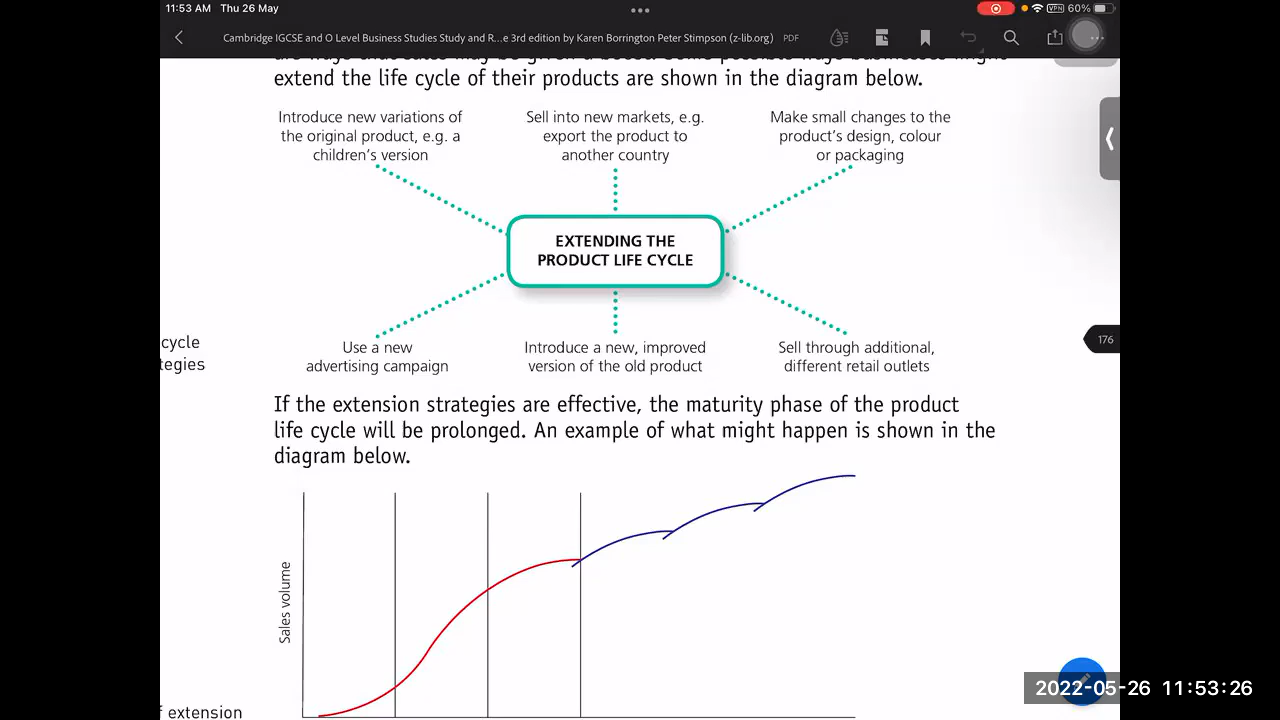 11:53 AM Thu 26 May
VPN 60%
Cambridge IGCSE and O Level Business Studies Study and R...e 3rd edition by Karen Borrington Peter Stimpson (z-lib.org) PDF
extend the life cycle of their products are shown in the diagram below.
Introduce new variations of
the original product, e.g. a
children's version
Sell into new markets, e.g.
export the product to
another country
Make small changes to the
product's design, colour
or packaging
EXTENDING THE
PRODUCT LIFE CYCLE
176
cycle
tegies
Use a new
advertising campaign
Introduce a new, improved
version of the old product
Sell through additional,
different retail outlets
If the extension strategies are effective, the maturity phase of the product
life cycle will be prolonged. An example of what might happen is shown in the
diagram below.
Sales volume
f extension
2022-05-26 11:53:26